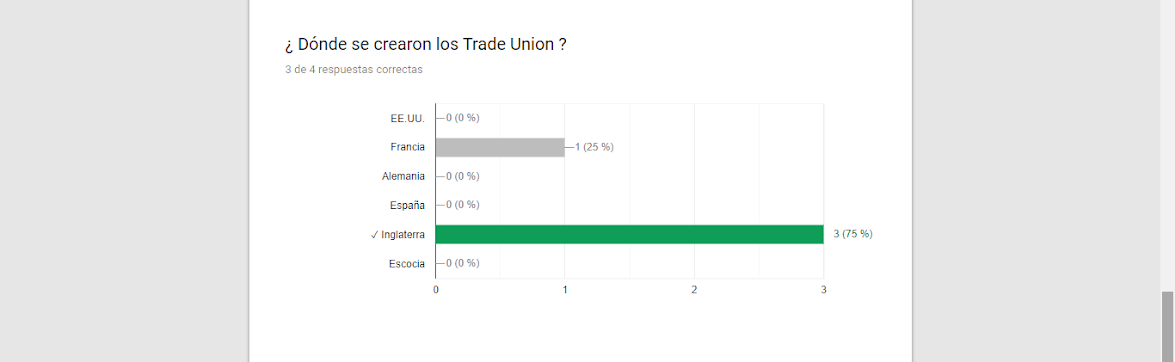 ¿ Dónde se crearon los Trade Union ?
3 de 4 respuestas correctas
EE.UU. 0 (0 %)
Francia 1 (25 %)
Alemania 0 (0 %)
España 0 (0 %)
✓ Inglaterra 3 (75 %)
Escocia 0 (0 %)
0 1 2 3